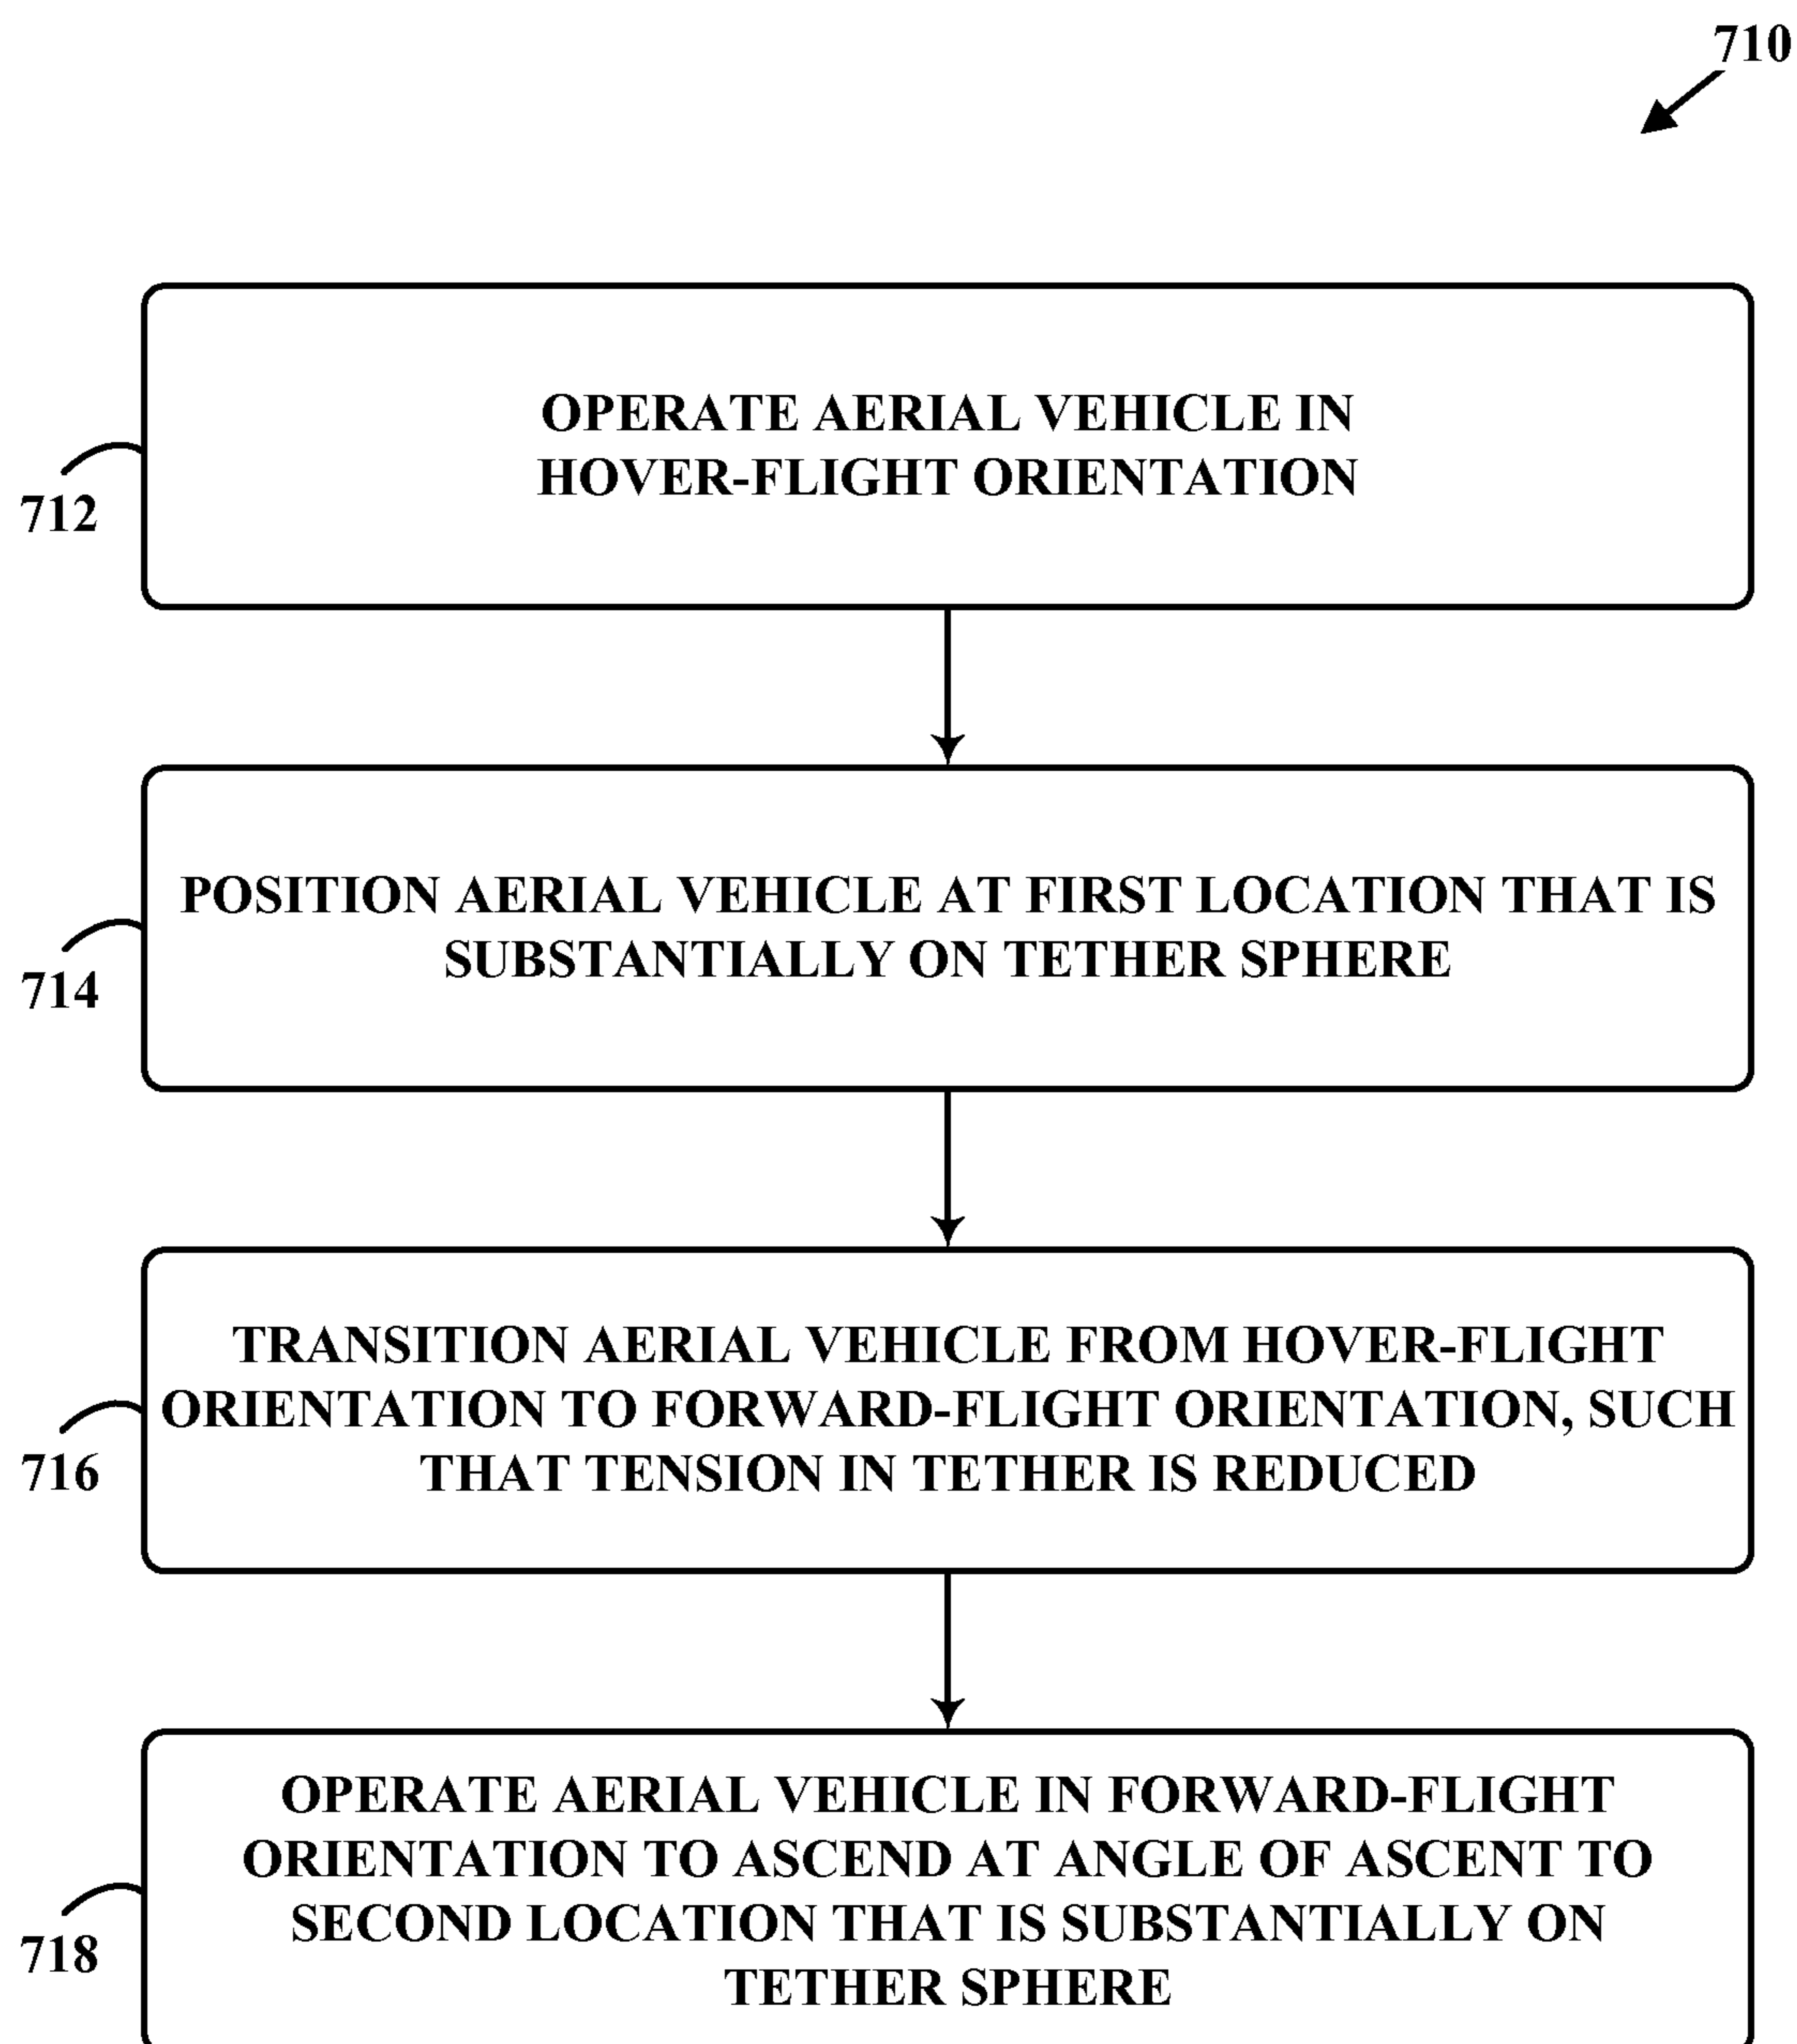 710
OPERATE AERIAL VEHICLE IN
HOVER-FLIGHT ORIENTATION
712
POSITION AERIAL VEHICLE AT FIRST LOCATION THAT IS
SUBSTANTIALLY ON TETHER SPHERE
714
TRANSITION AERIAL VEHICLE FROM HOVER-FLIGHT
ORIENTATION TO FORWARD-FLIGHT ORIENTATION, SUCH
THAT TENSION IN TETHER IS REDUCED
716
OPERATE AERIAL VEHICLE IN FORWARD-FLIGHT
ORIENTATION TO ASCEND AT ANGLE OF ASCENT TO
SECOND LOCATION THAT IS SUBSTANTIALLY ON
TETHER SPHERE
718